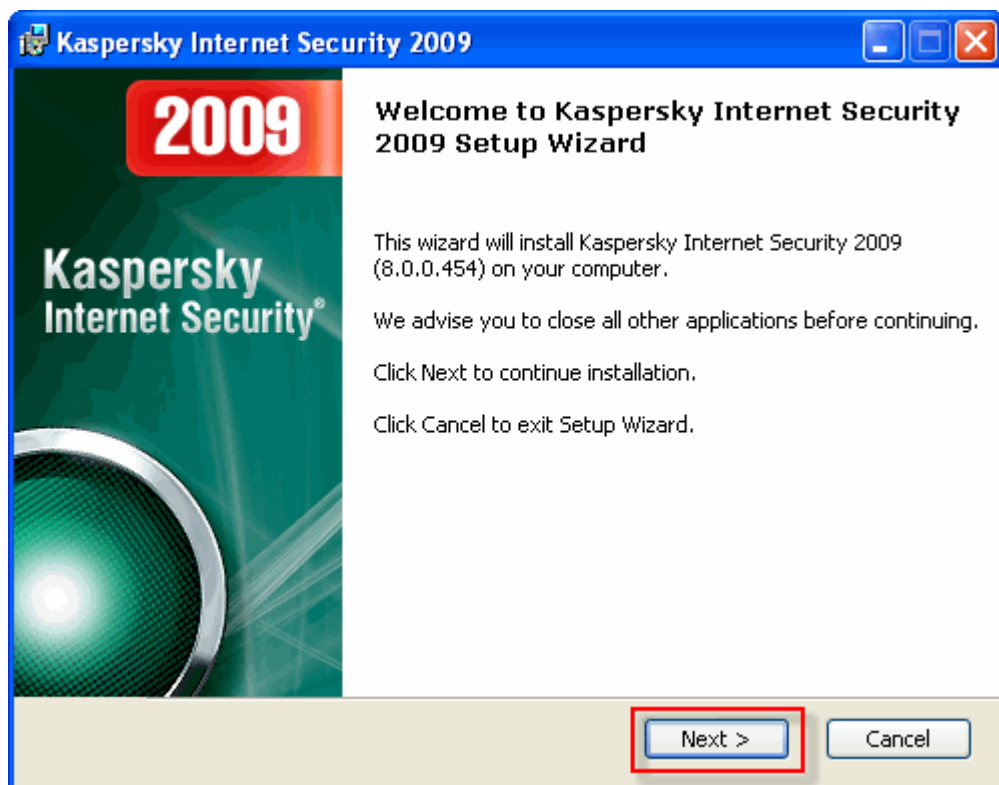 Kaspersky Internet Security 2009
2009
Kaspersky
Internet Security®
Welcome to Kaspersky Internet Security
2009 Setup Wizard
This wizard will install Kaspersky Internet Security 2009
(8.0.0.454) on your computer.
We advise you to close all other applications before continuing.
Click Next to continue installation.
Click Cancel to exit Setup Wizard.
Next >
Cancel